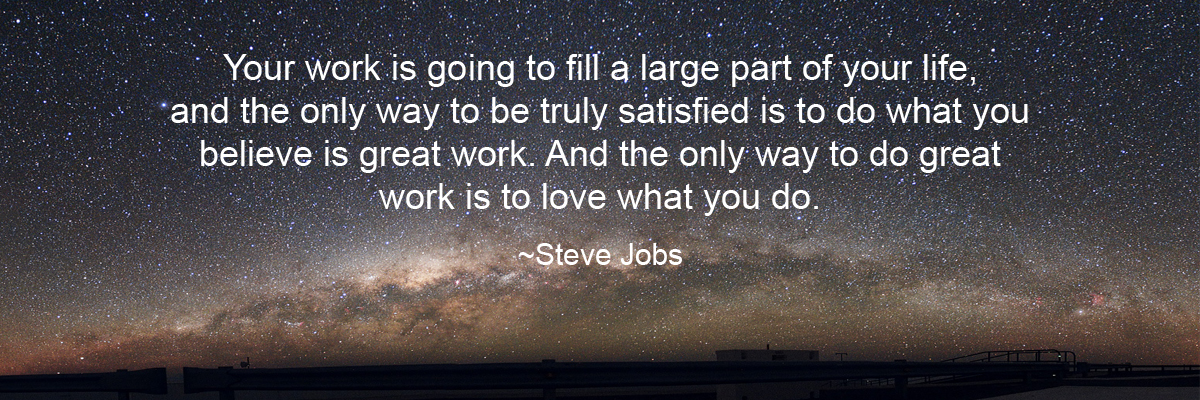 Your work is going to fill a large part of your life,
and the only way to be truly satisfied is to do what you
believe is great work. And the only way to do great
work is to love what you do.
~Steve Jobs